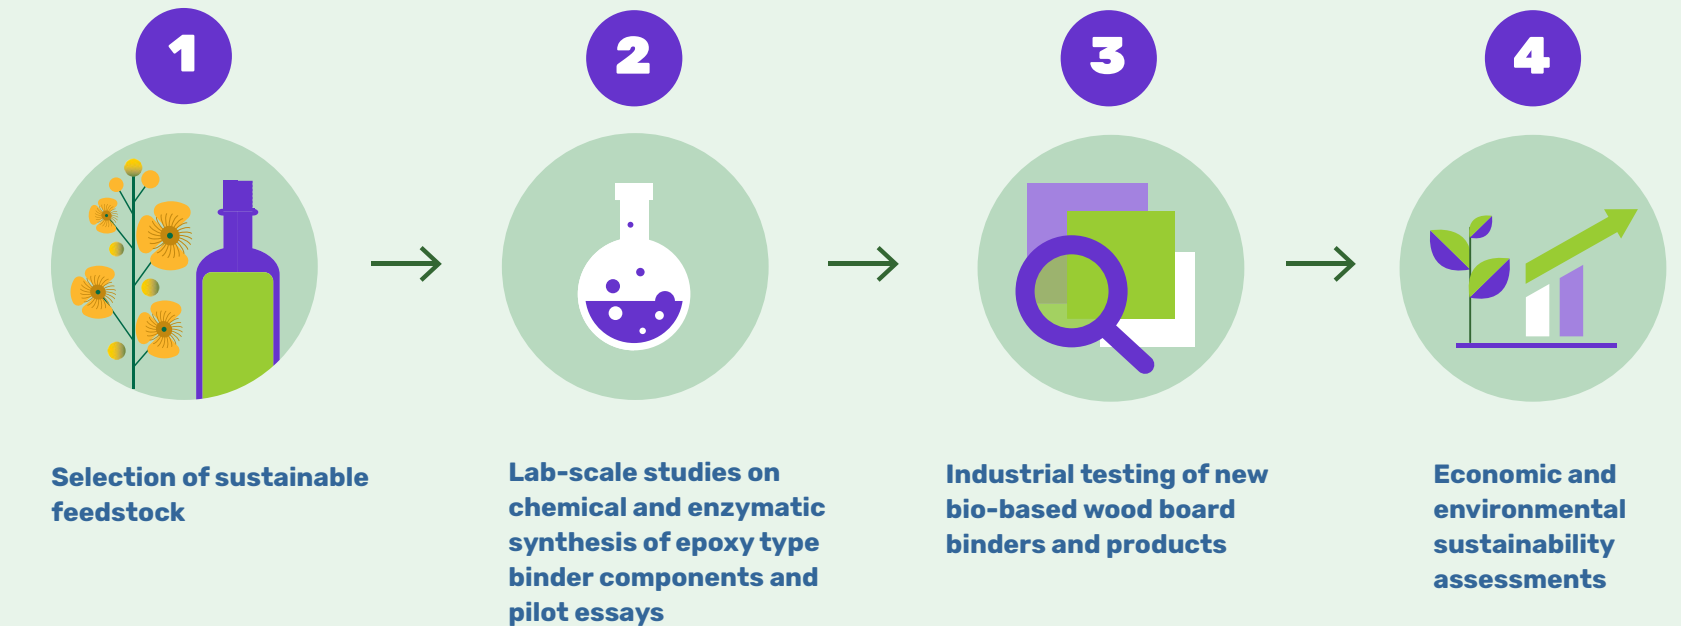 1
2
3
4
Selection of sustainable
feedstock
Lab-scale studies on
chemical and enzymatic
synthesis of epoxy type
binder components and
pilot essays
Industrial testing of new
bio-based wood board
binders and products
Economic and
environmental
sustainability
assessments